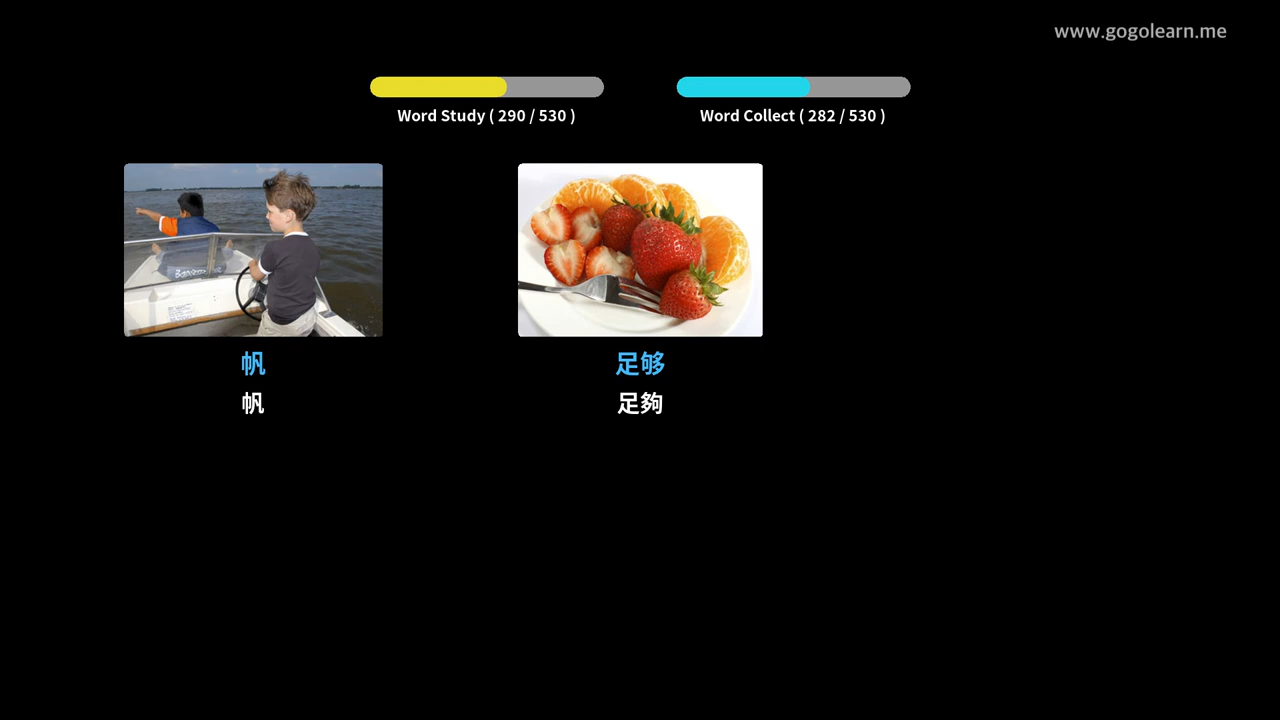 www.gogolearn.me
Word Study ( 290 / 530 )
Word Collect ( 282 / 530 )
帆
帆
足够
足夠